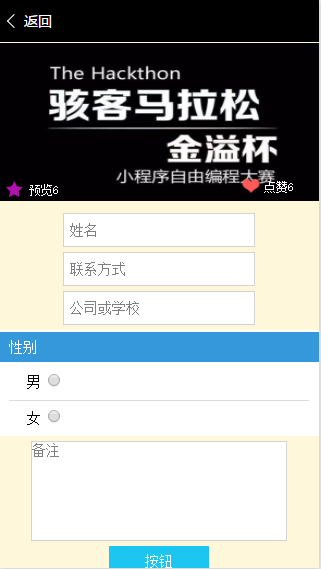 返回
The Hackthon
骇客马拉松
金溢杯
小程序自由编程大赛
预览6
点赞6
姓名
联系方式
公司或学校
性别
男
女
备注
按钮